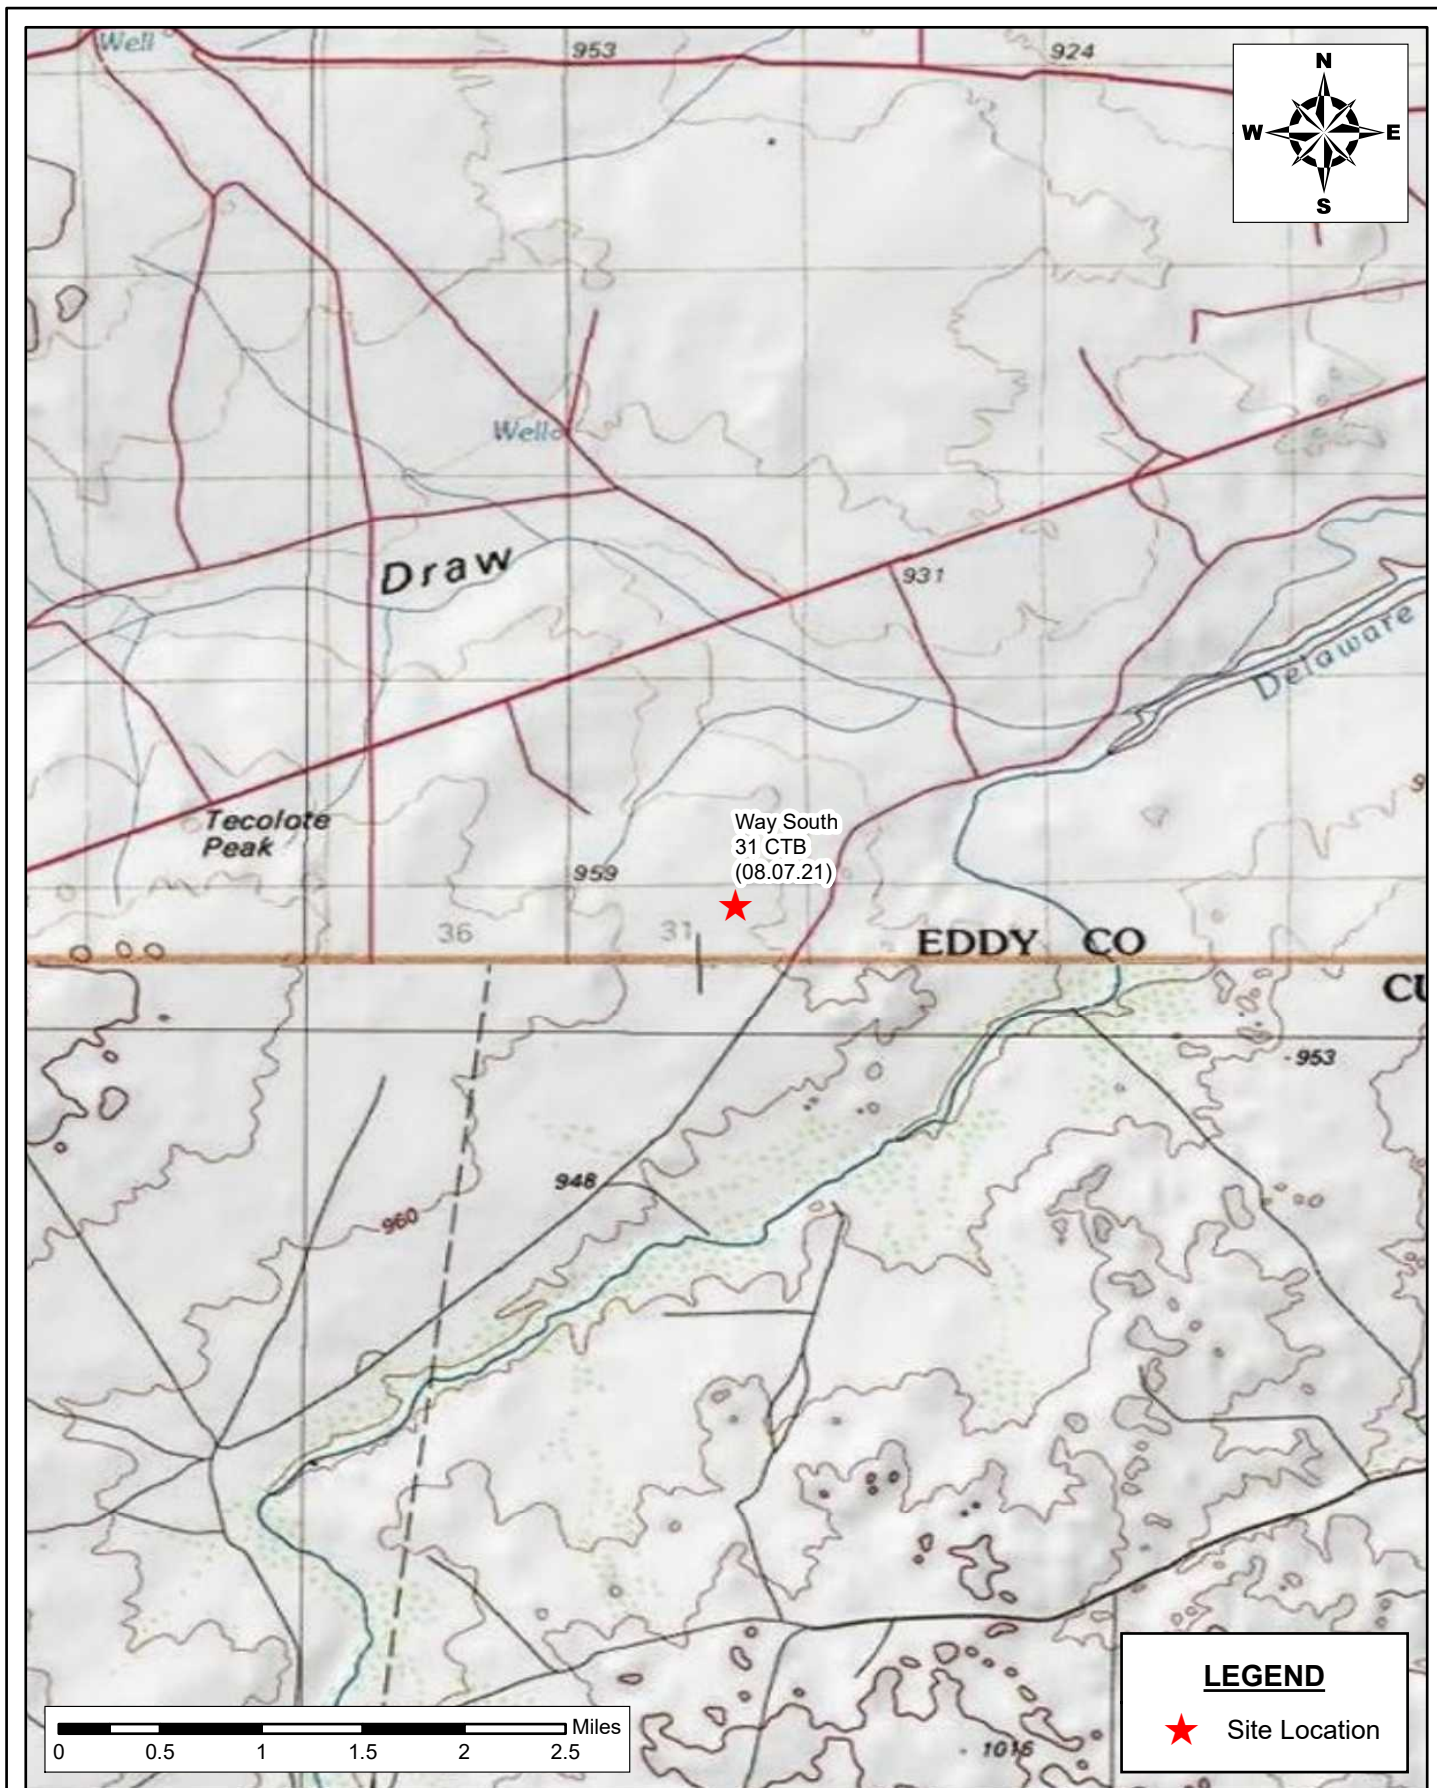 Well
953
924
N
W
E
S
Well
Draw
931
Delaware
Tecolote
Peak
Way South
31 CTB
(08.07.21)
959
36
31
EDDY CO
CU
953
948
960
LEGEND
Site Location
Miles
0 0.5 1 1.5 2 2.5
1016